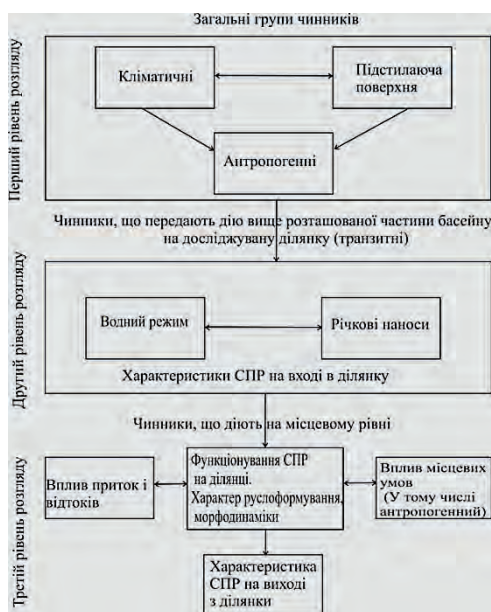 Загальні групи чинників
Перший рівень розгляду
Кліматичні
Підстилаюча
поверхня
Антропогенні
Чинники, що передають дію вище розташованої частини басейну
на досліджувану ділянку (транзитні)
Другий рівень розгляду
Водний режим
Річкові наноси
Характеристики СПР на вході в ділянку
Чинники, що діють на місцевому рівні
Третій рівень розгляду
Вплив приток і
відтоків
Функціонування СПР
на ділянці.
Характер руслоформування,
морфодинаміки
Вплив місцевих
умов
(У тому числі
антропогенний)
Характеристика
СПР на виході
з ділянки